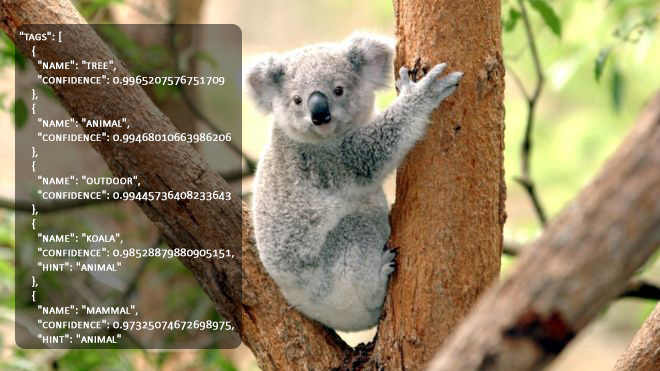 "TAGS": [
{
"NAME": "TREE",
"CONFIDENCE": 0.9965207576751709
},
{
"NAME": "ANIMAL",
"CONFIDENCE": 0.99468010663986206
},
{
"NAME": "OUTDOOR",
"CONFIDENCE": 0.99445736408233643
},
{
"NAME": "KOALA",
"CONFIDENCE": 0.98528879880905151,
"HINT": "ANIMAL"
},
{
"NAME": "MAMMAL",
"CONFIDENCE": 0.97325074672698975,
"HINT": "ANIMAL"